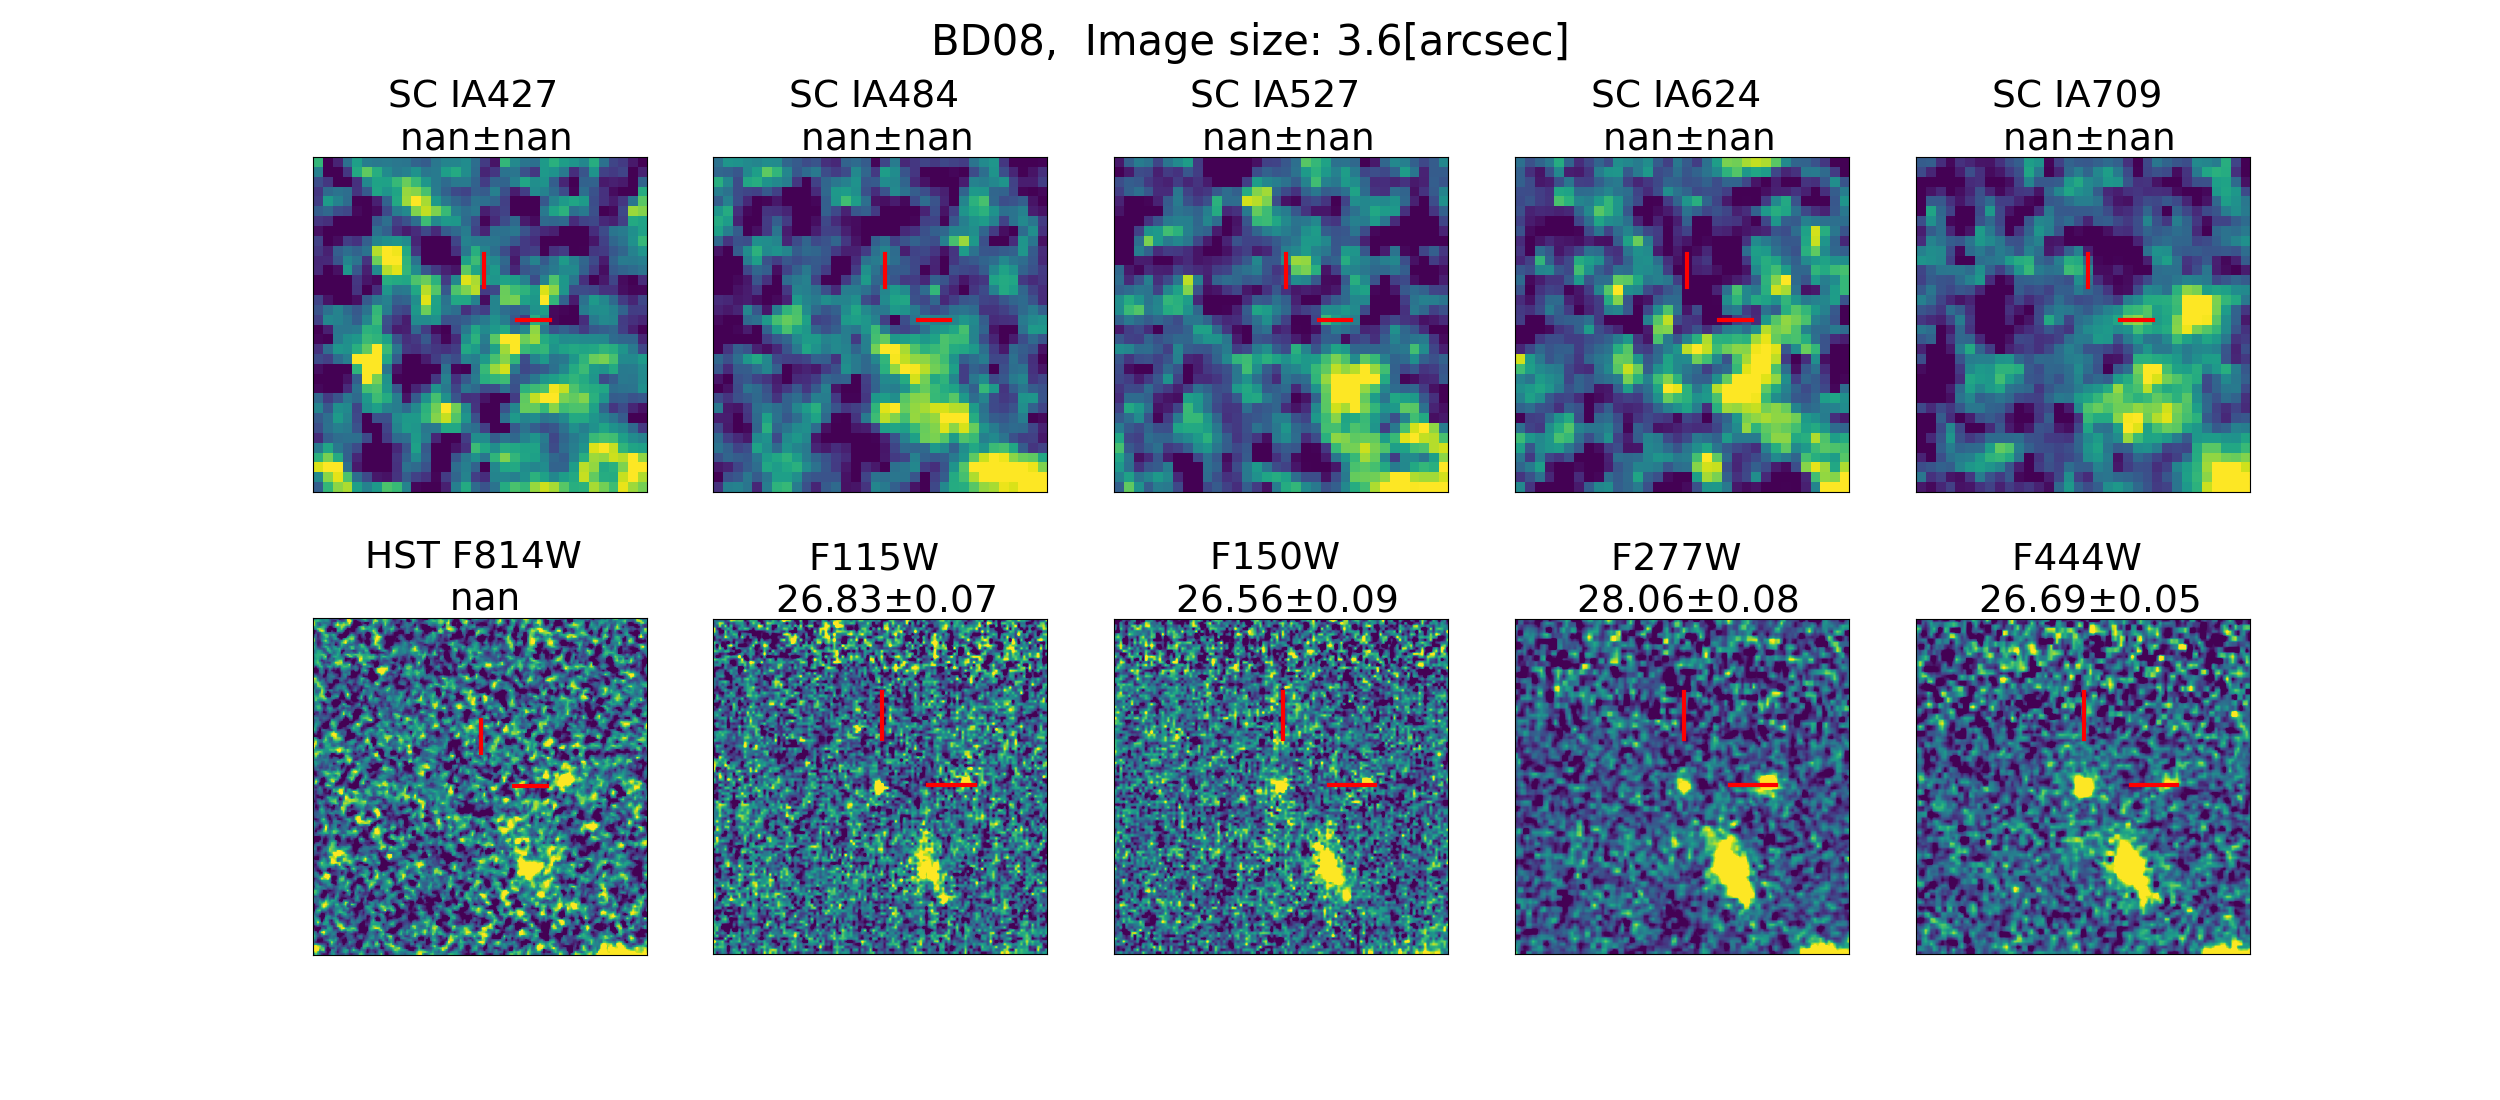 BD08,  Image size: 3.6[arcsec]
SC IA427
nan±nan
SC IA484
nan±nan
SC IA527
nan±nan
SC IA624
nan±nan
SC IA709
nan±nan
HST F814W
nan
F115W
26.83±0.07
F150W
26.56±0.09
F277W
28.06±0.08
F444W
26.69±0.05